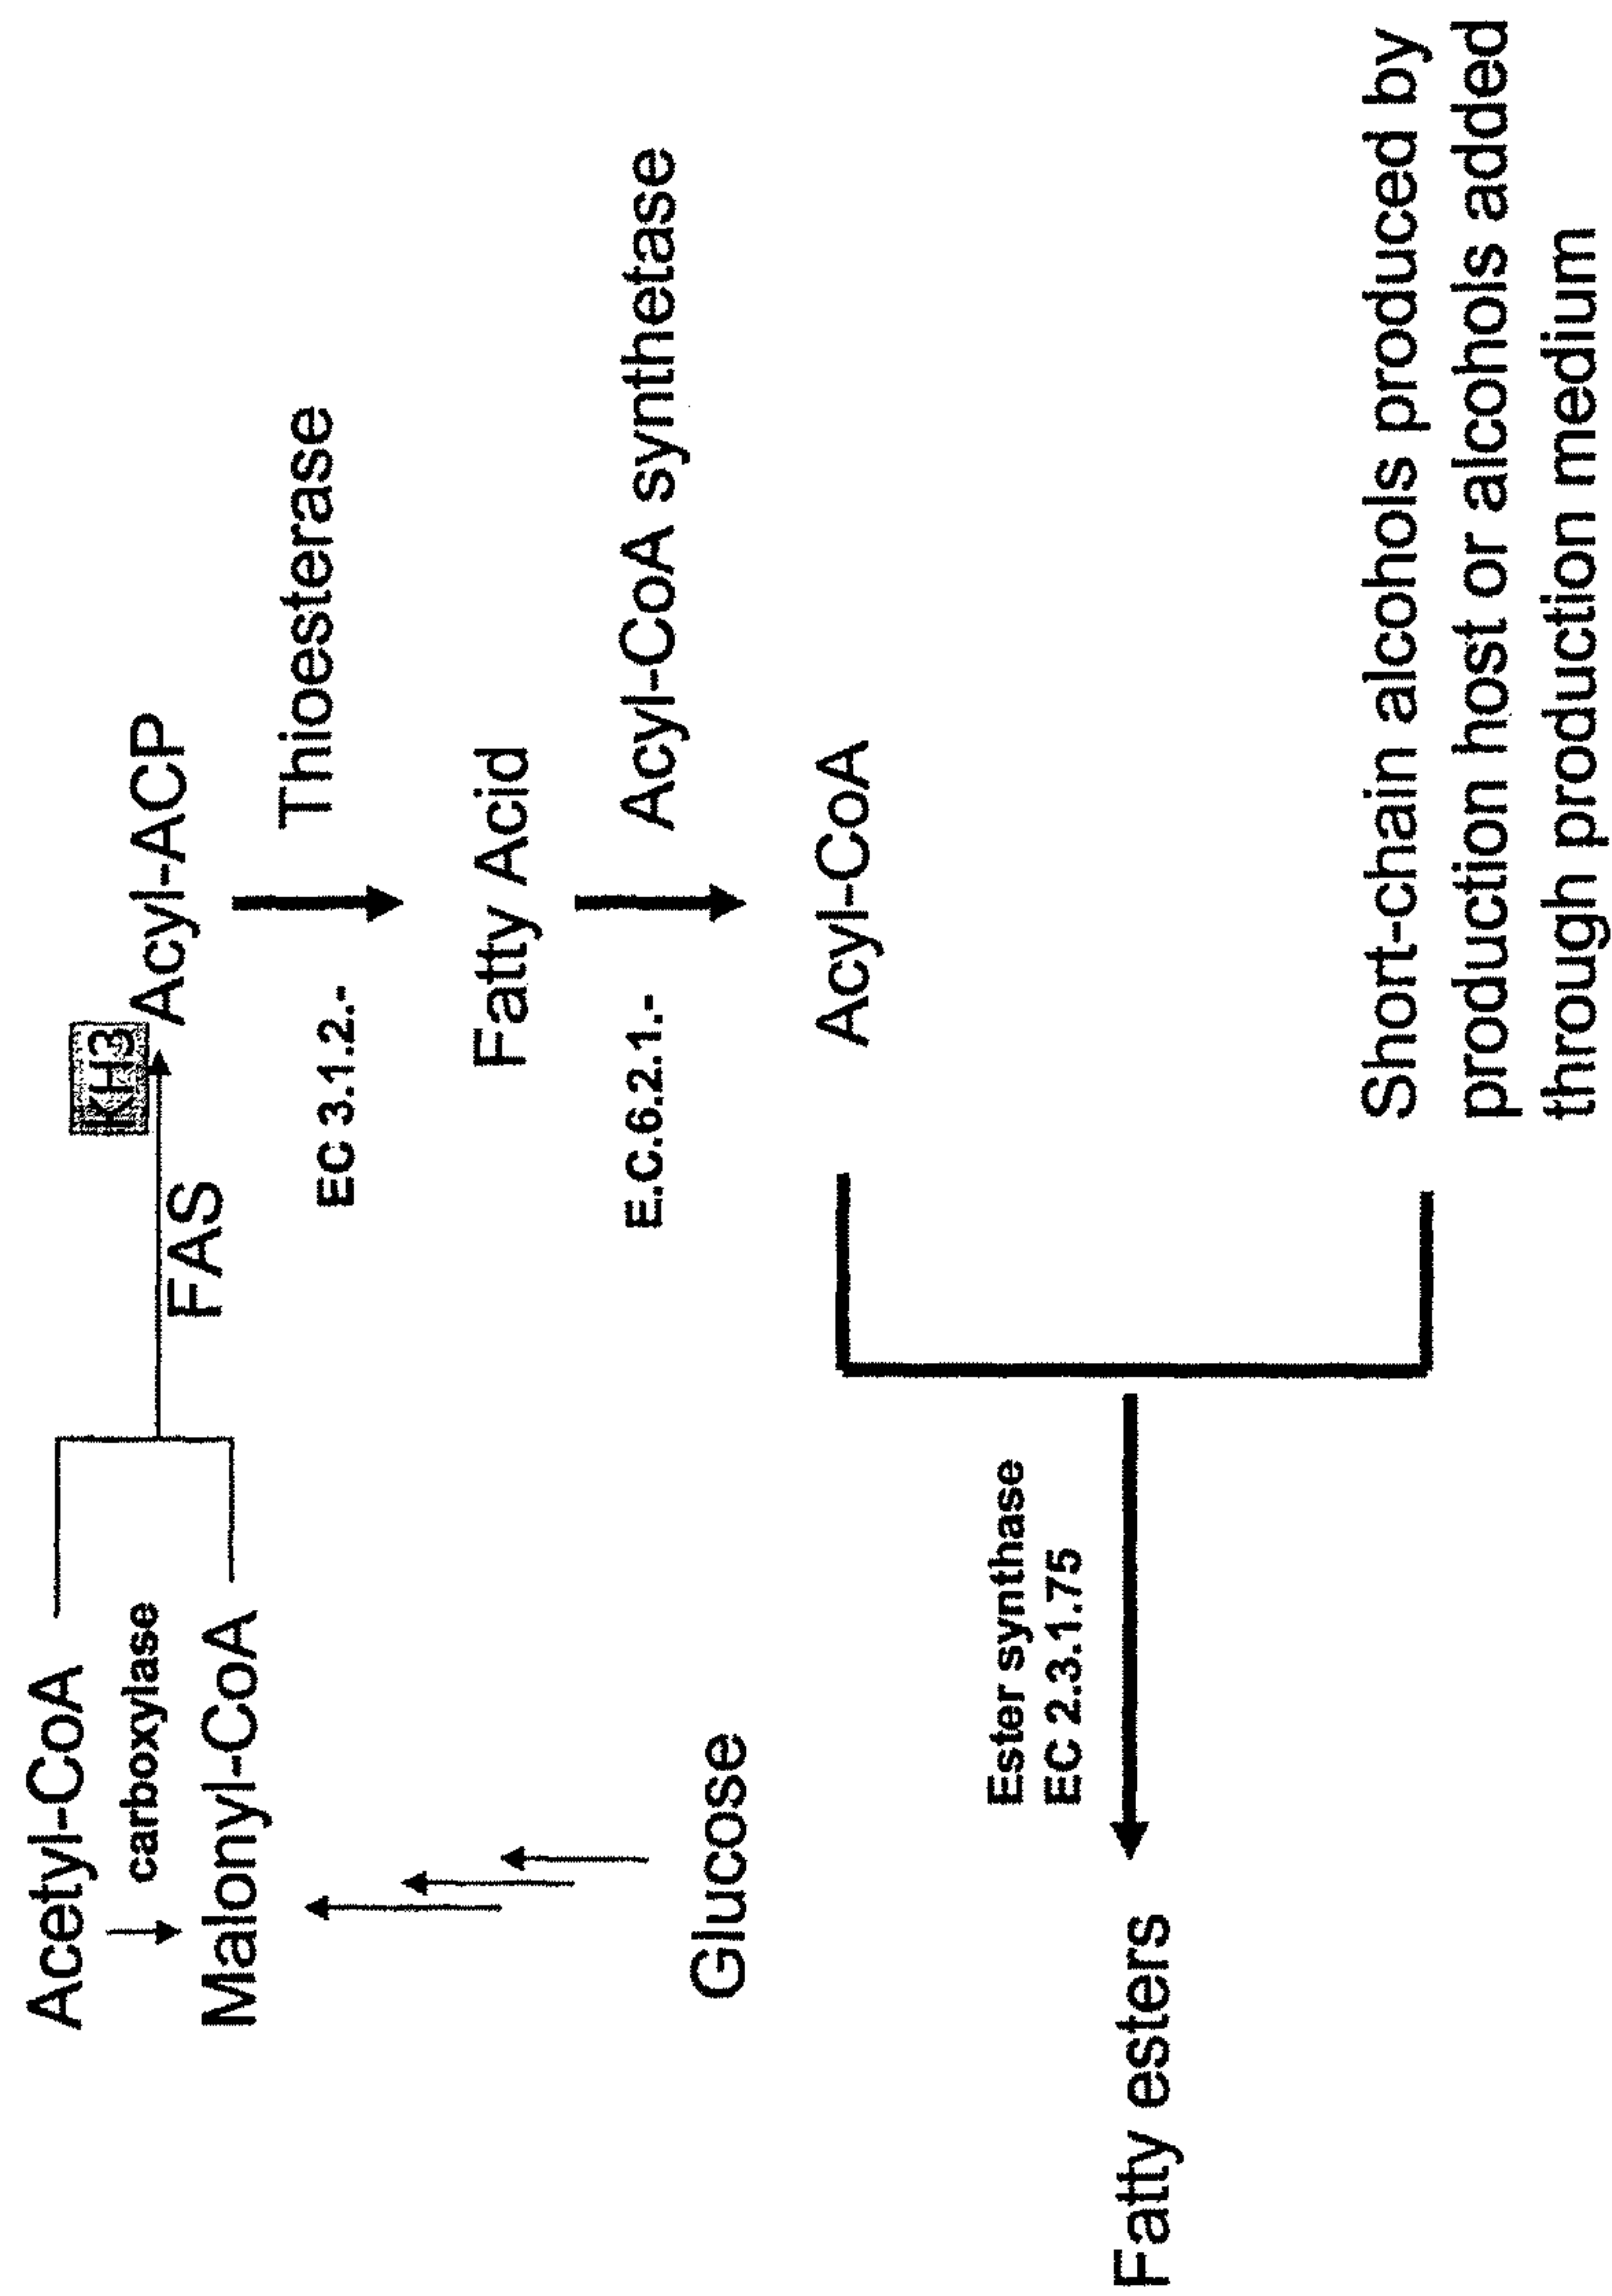 Acetyl-CoA
carboxylase
Malonyl-CoA
Glucose
FAS
KH3
Acyl-ACP
EC 3.1.2.-
Thioesterase
Fatty Acid
E.C.6.2.1.-
Acyl-CoA synthetase
Acyl-CoA
Ester synthase
EC 2.3.1.75
Fatty esters
Short-chain alcohols produced by
production host or alcohols added
through production medium